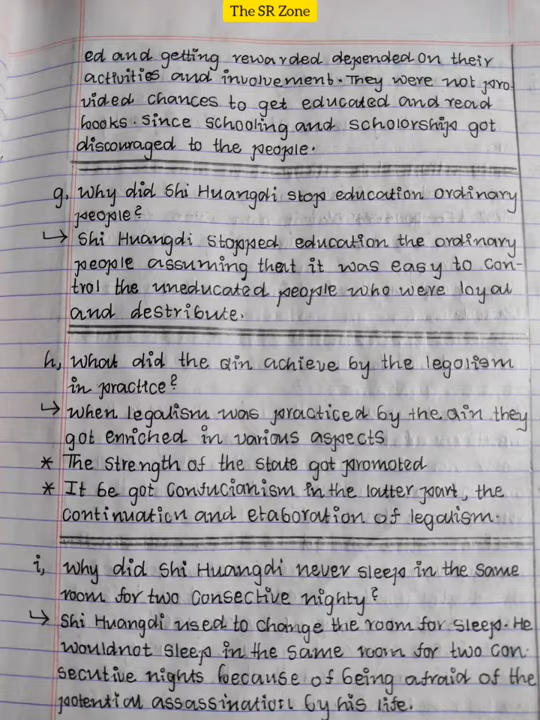 The SR Zone
ed and getting rewarded depended on their
activities and involvement. They were not pro
vided chances to get educated and read
books. Since schooling and scholorship got
discouraged to the people.
g, Why did Shi Huangdi stop education ordinary
people?
↳ Shi Huangdi stopped education the ordinary
people assuming that it was easy to con-
trol the uneducated people who were loyal
and destribute.
h, What did the Qin achieve by the legalism
in practice?
↳ When legalism was practiced by the Qin they
got enriched in various aspects
* The Strength of the state got promoted
* It be got Confucianism in the latter part, the
continuation and etaboration of legalism.
i, Why did Shi Huangdi never sleep in the same
room for two consective nighty?
↳ Shi Huangdi used to change the room for sleep. He
wouldnot sleep in the same room for two con
secutive nights because of being afraid of the
potential assassination by his life.